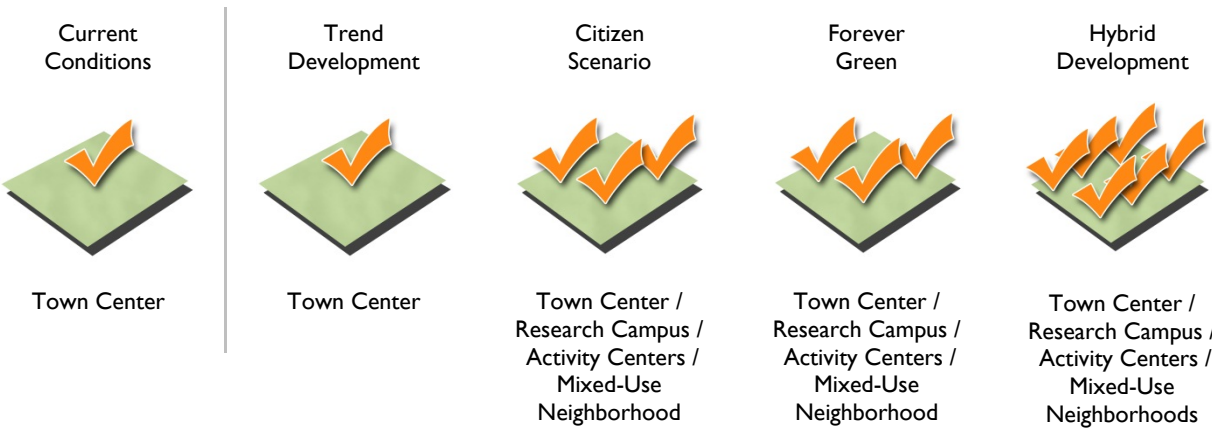 Current
Conditions
Trend
Development
Citizen
Scenario
Forever
Green
Hybrid
Development
Town Center
Town Center
Town Center /
Research Campus /
Activity Centers /
Mixed-Use
Neighborhood
Town Center /
Research Campus /
Activity Centers /
Mixed-Use
Neighborhood
Town Center /
Research Campus /
Activity Centers /
Mixed-Use
Neighborhoods